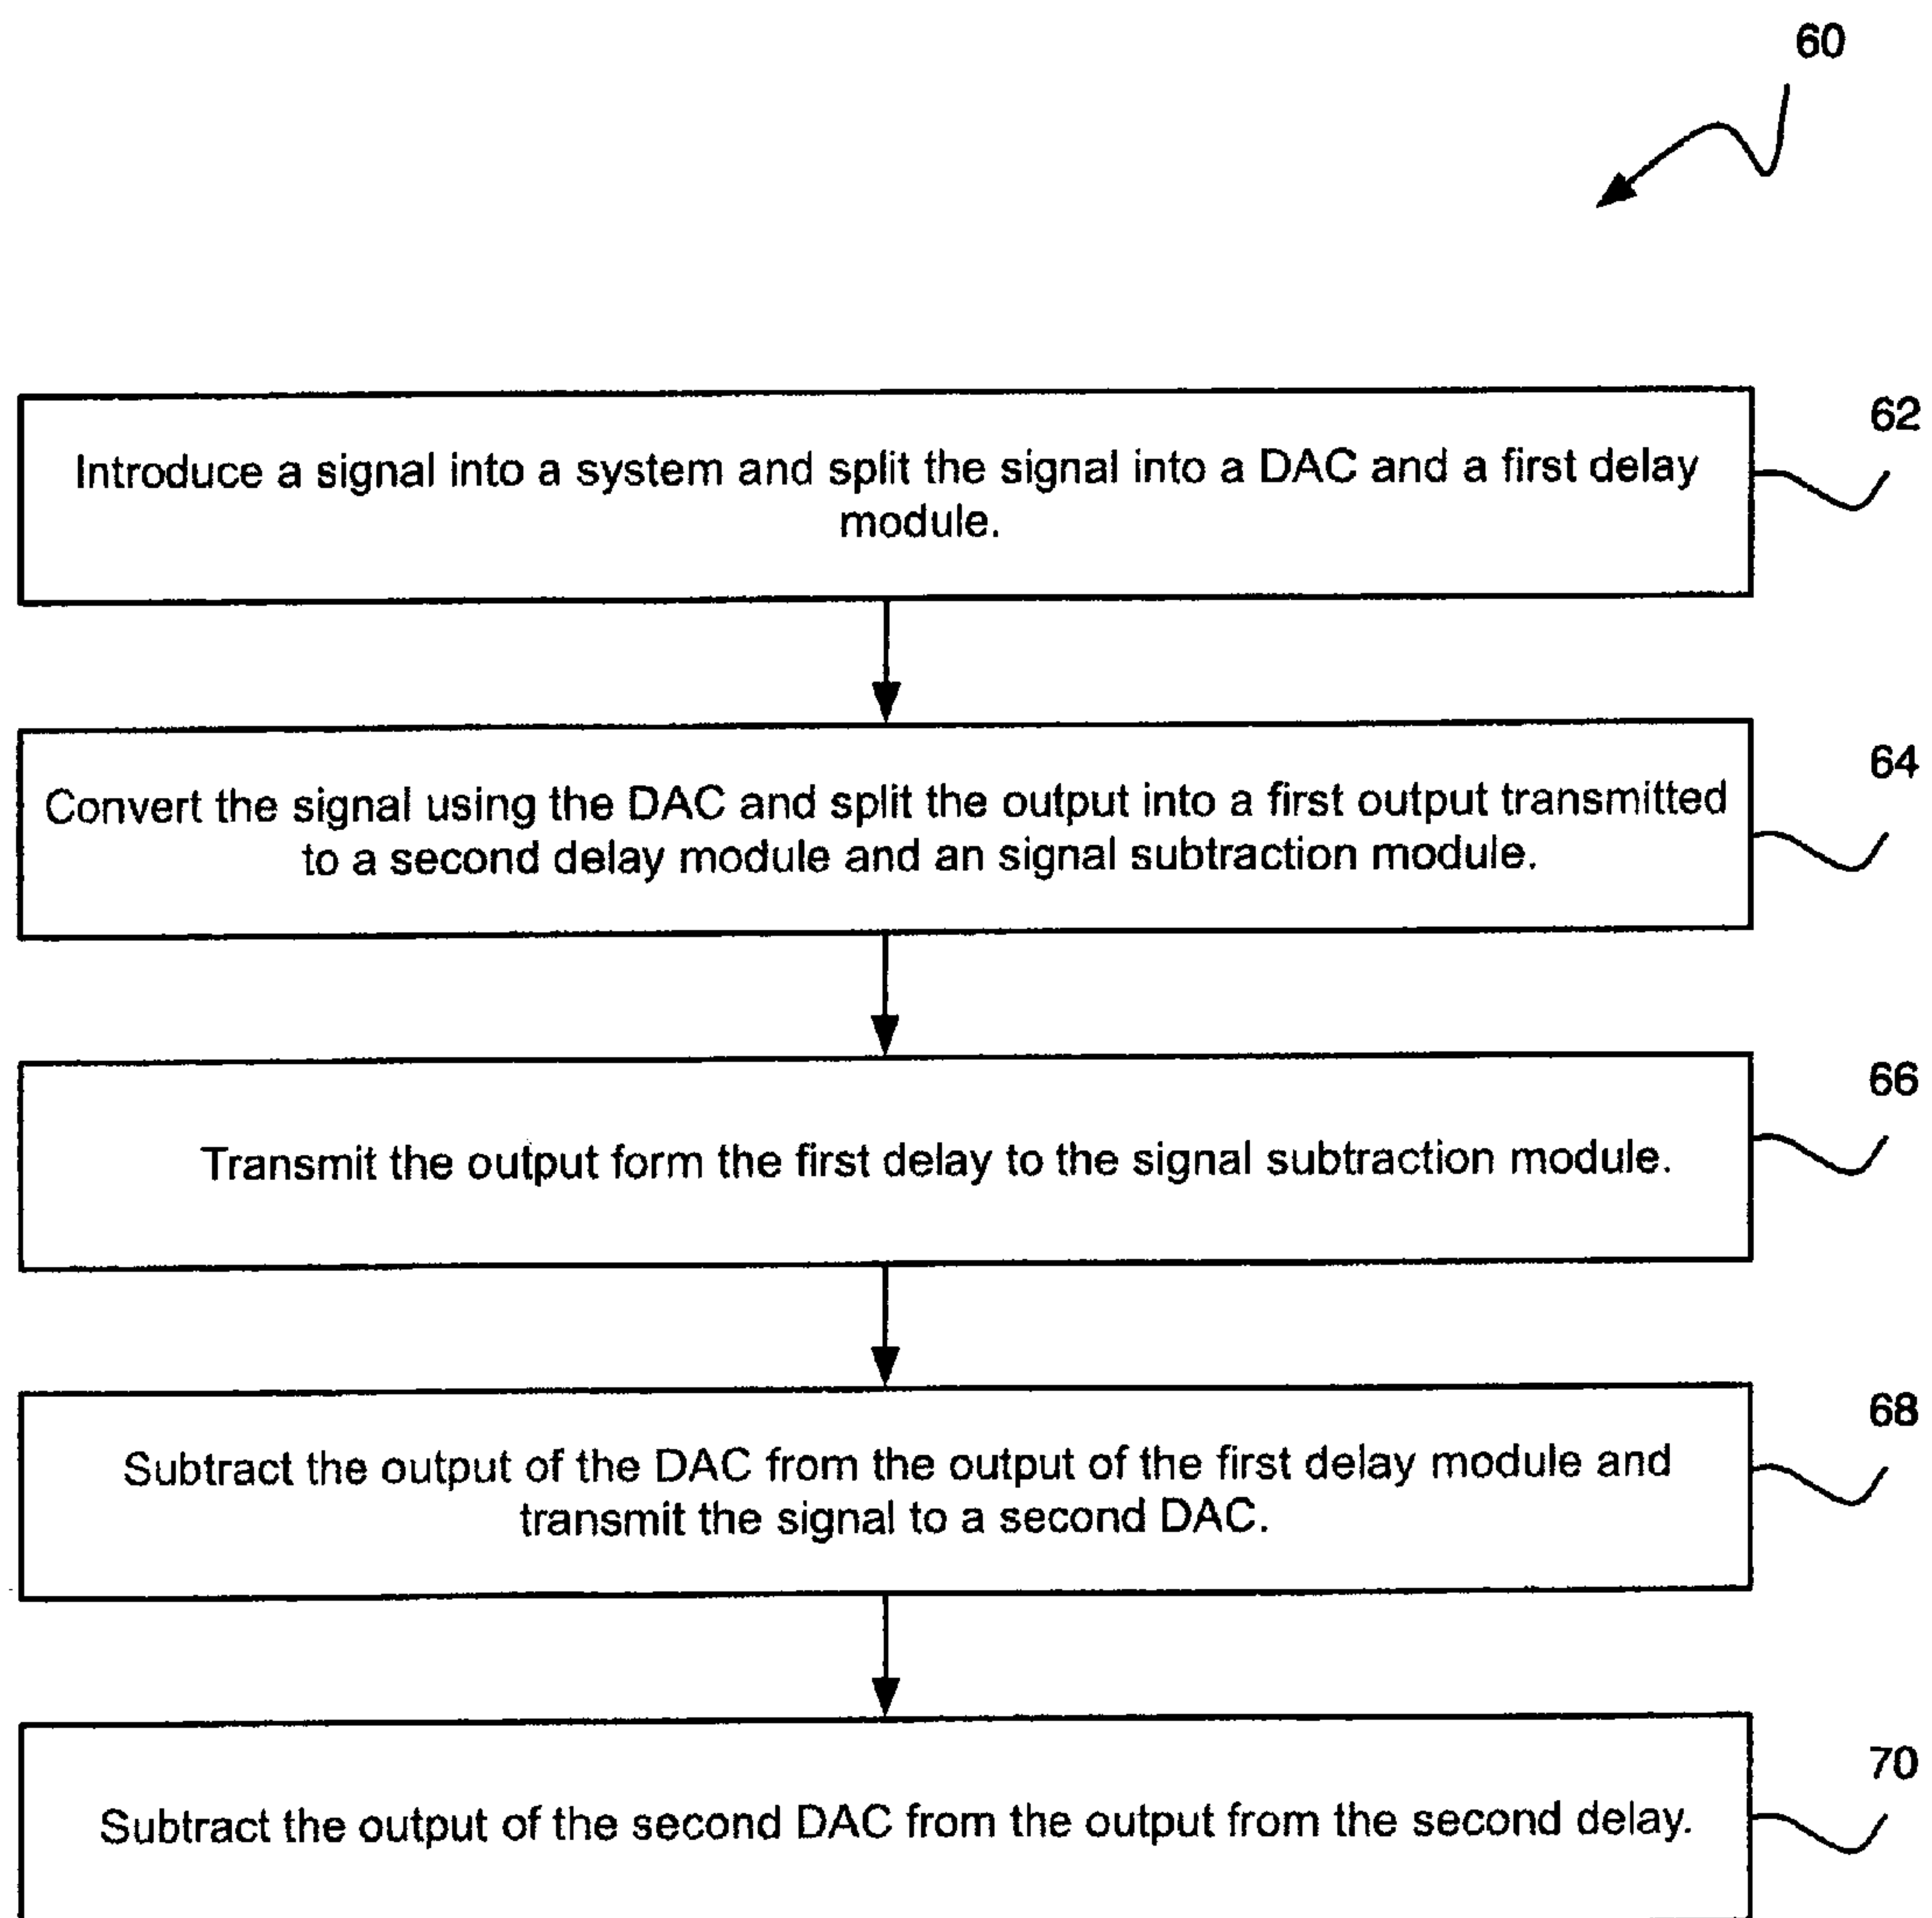 60
62
Introduce a signal into a system and split the signal into a DAC and a first delay
module.
64
Convert the signal using the DAC and split the output into a first output transmitted
to a second delay module and an signal subtraction module.
66
Transmit the output form the first delay to the signal subtraction module.
68
Subtract the output of the DAC from the output of the first delay module and
transmit the signal to a second DAC.
70
Subtract the output of the second DAC from the output from the second delay.